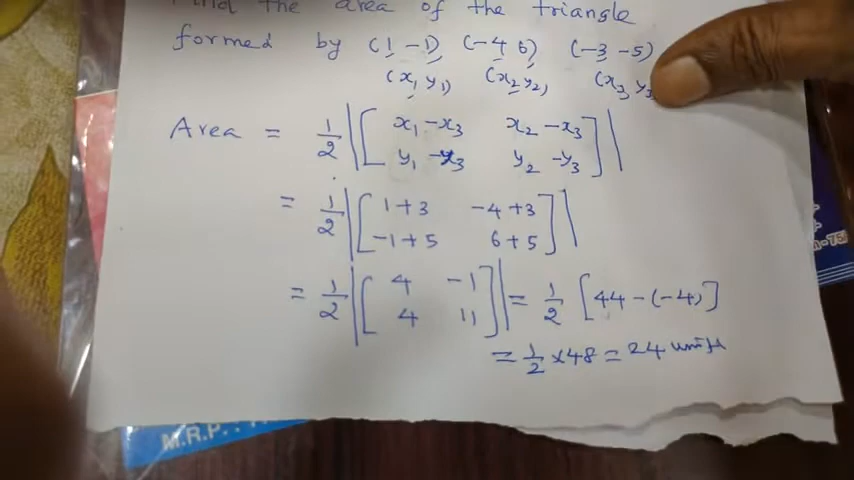 Find the area of the triangle
formed by (1 -1) (-4 6) (-3 -5)
(x₁ y₁) (x₂ y₂) (x₃ y₃
Area = 1/2 |[ x₁-x₃ x₂-x₃
y₁-y₃ y₂-y₃ ]|
= 1/2 |[ 1+3 -4+3
-1+5 6+5 ]|
= 1/2 |[ 4 -1
4 11 ]| = 1/2 [44-(-4)]
= 1/2 × 48 = 24 units
M.R.P.: